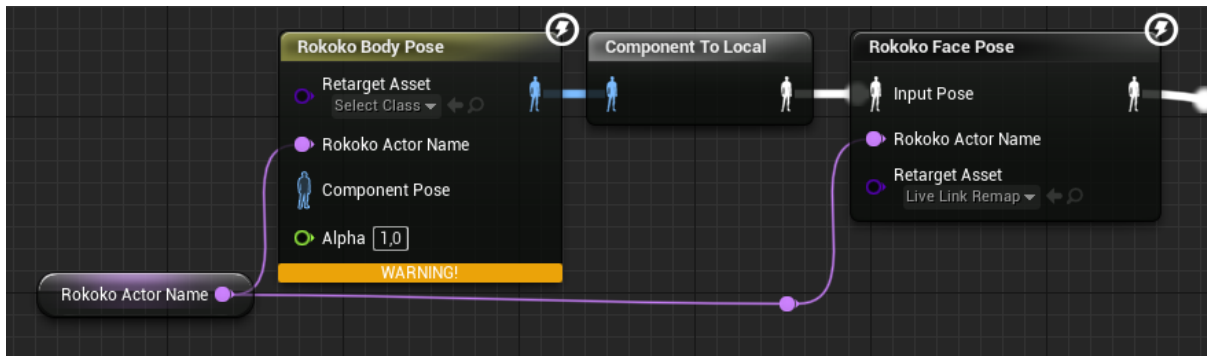 Rokoko Body Pose
Retarget Asset
Select Class
Rokoko Actor Name
Component Pose
Alpha 1,0
WARNING!
Component To Local
Rokoko Face Pose
Input Pose
Rokoko Actor Name
Retarget Asset
Live Link Remap
Rokoko Actor Name